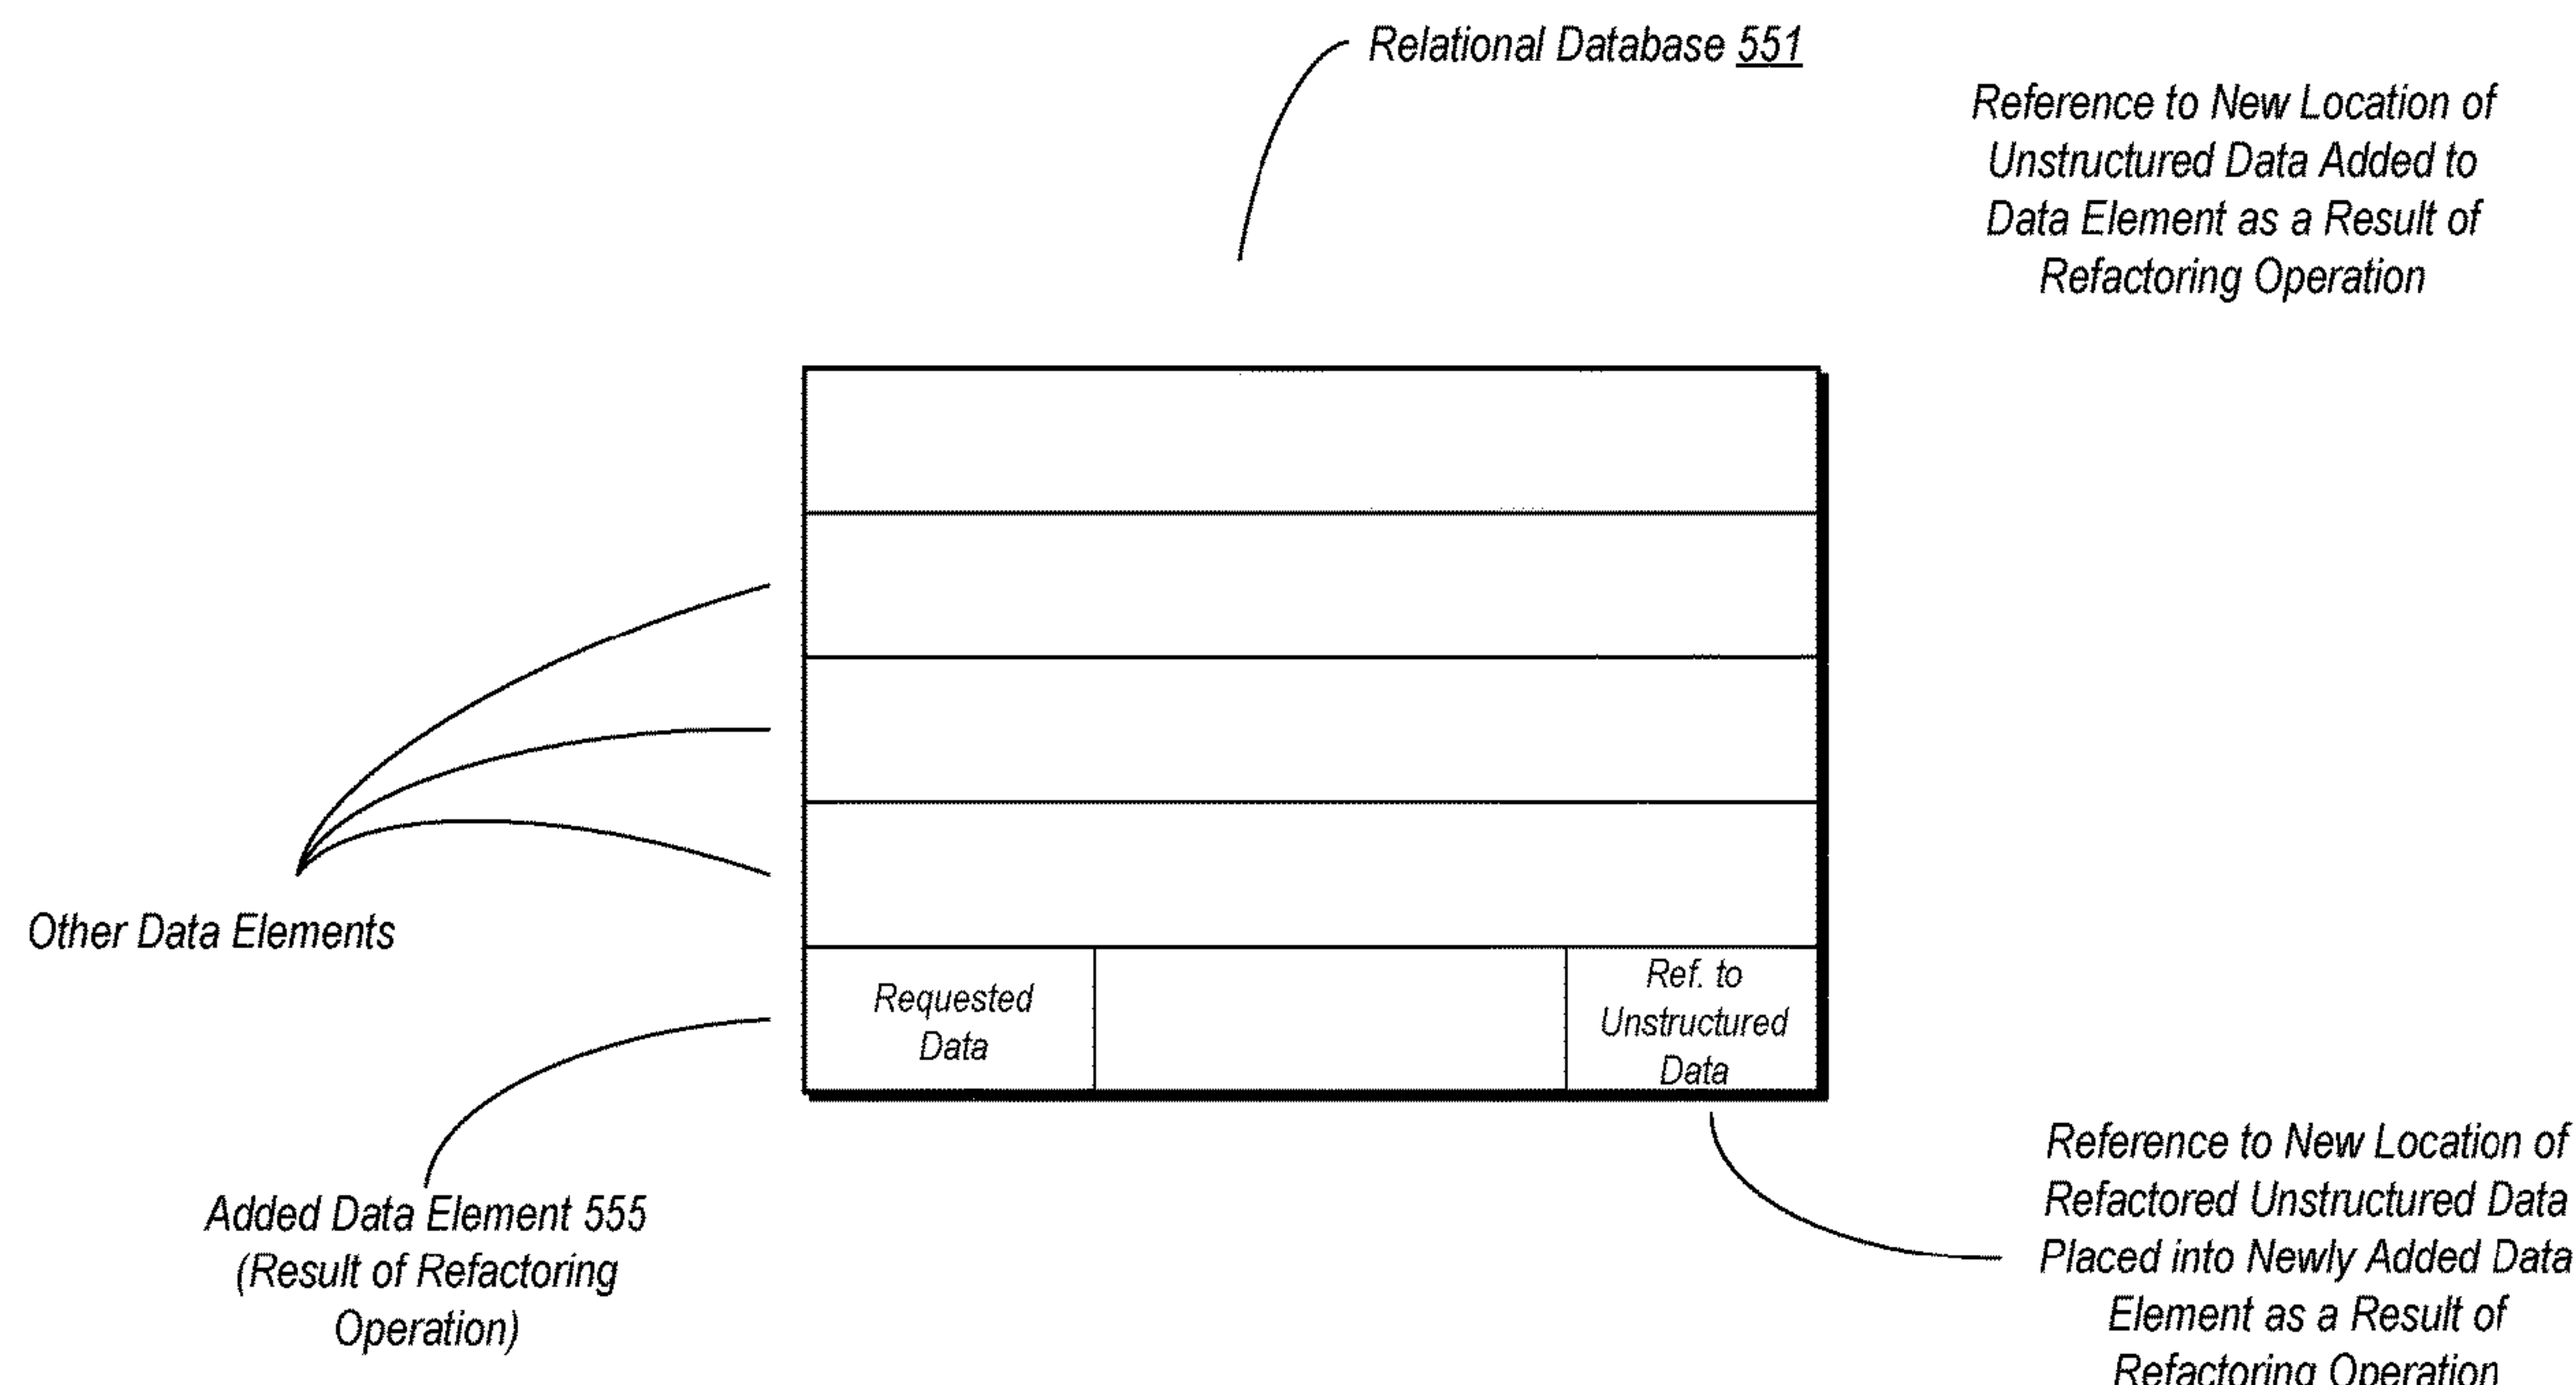 Relational Database 551
Reference to New Location of
Unstructured Data Added to
Data Element as a Result of
Refactoring Operation
Other Data Elements
Requested
Data
Ref. to
Unstructured
Data
Added Data Element 555
(Result of Refactoring
Operation)
Reference to New Location of
Refactored Unstructured Data
Placed into Newly Added Data
Element as a Result of
Refactoring Operation